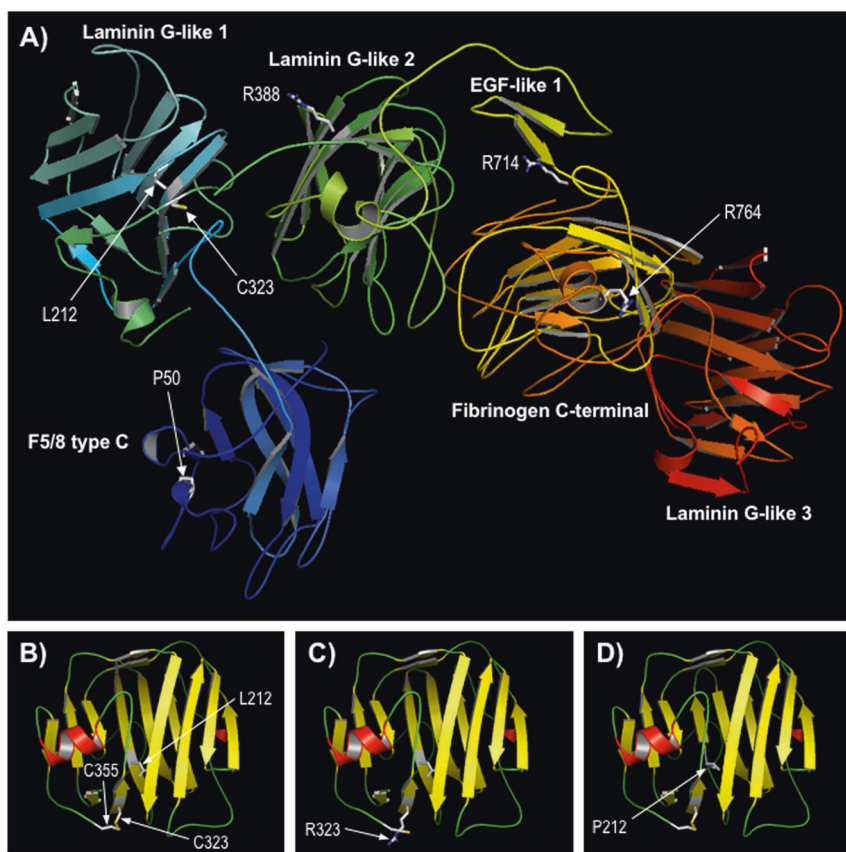 A)
Laminin G-like 1
Laminin G-like 2
R388
EGF-like 1
R714
R764
C323
L212
P50
F5/8 type C
Fibrinogen C-terminal
Laminin G-like 3
B)
L212
C355
C323
C)
R323
D)
P212